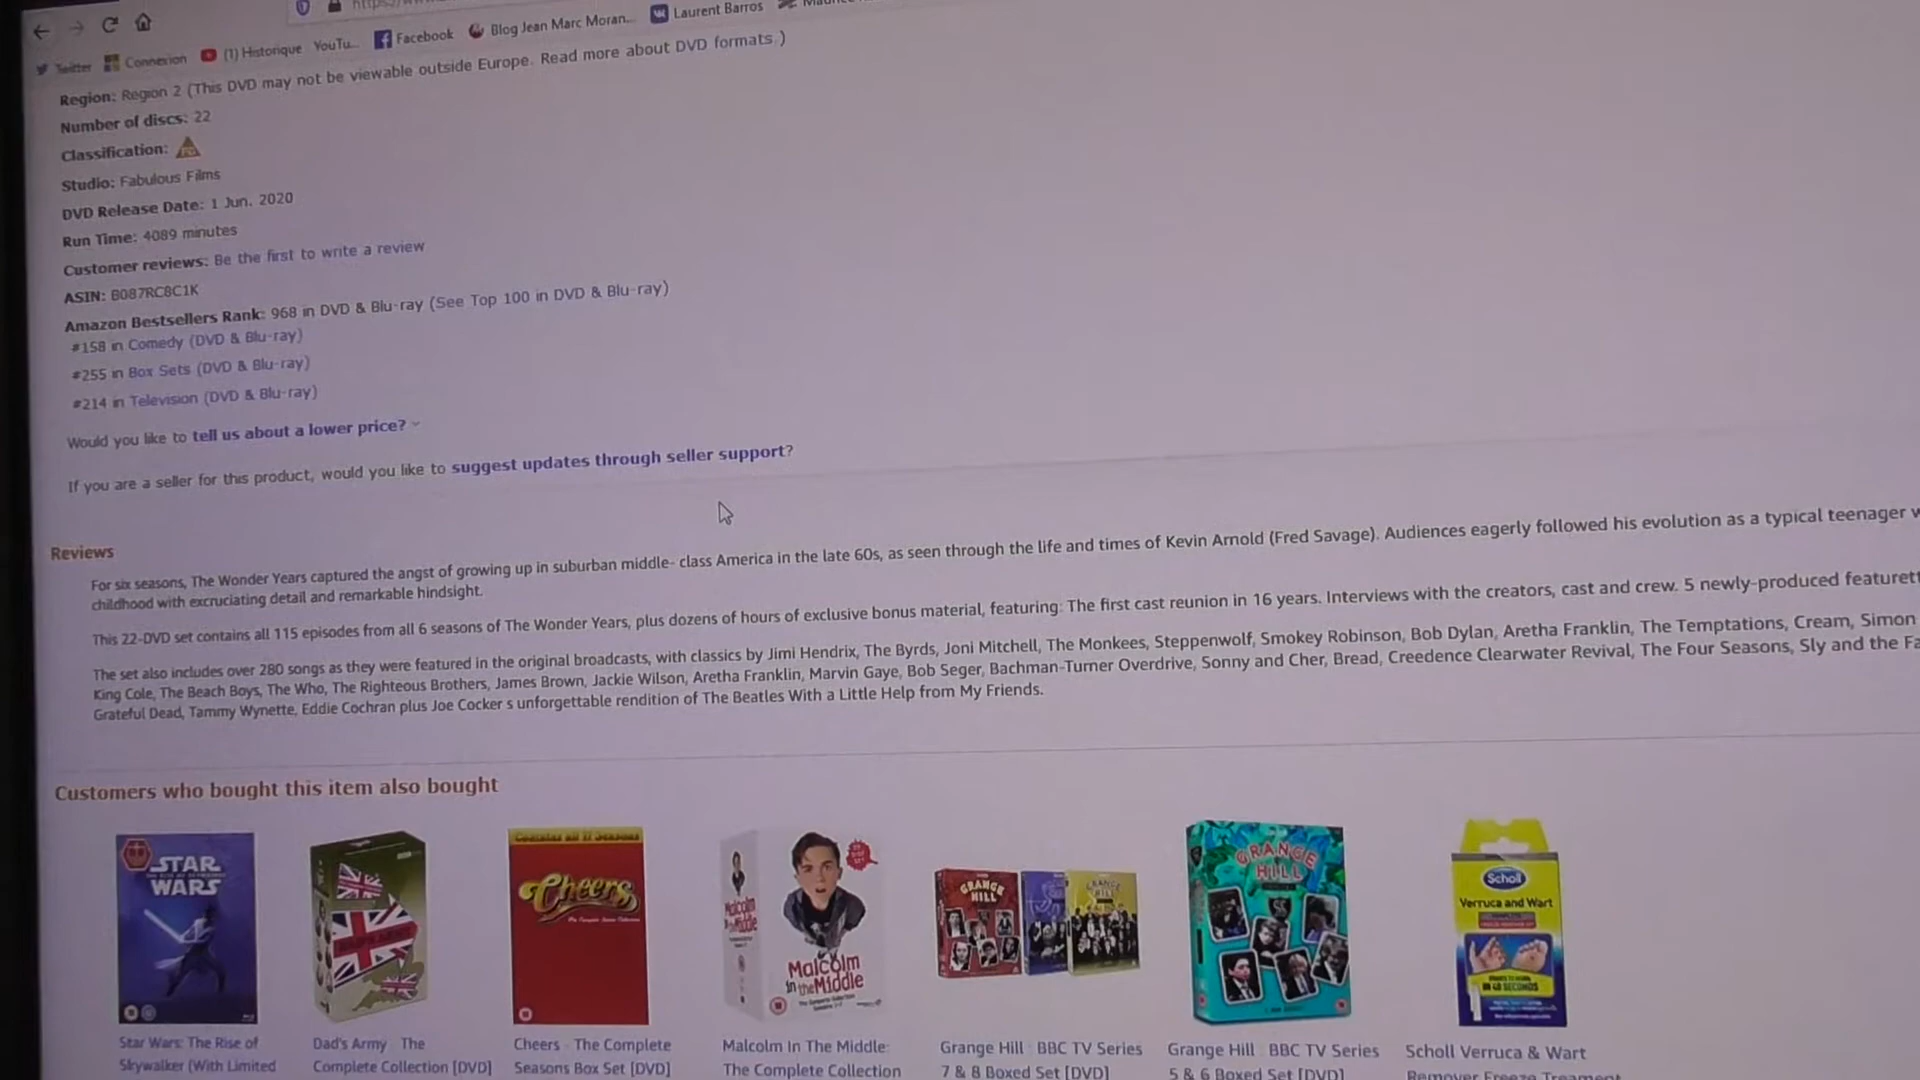 Twitter Connexion (1) Historique YouTu... Facebook Blog Jean Marc Moran... Laurent Barros
Region: Region 2 (This DVD may not be viewable outside Europe. Read more about DVD formats.)
Number of discs: 22
Classification: PG
Studio: Fabulous Films
DVD Release Date: 1 Jun. 2020
Run Time: 4089 minutes
Customer reviews: Be the first to write a review
ASIN: B087RC8C1K
Amazon Bestsellers Rank: 968 in DVD & Blu-ray (See Top 100 in DVD & Blu-ray)
#158 in Comedy (DVD & Blu-ray)
#255 in Box Sets (DVD & Blu-ray)
#214 in Television (DVD & Blu-ray)
Would you like to tell us about a lower price?
If you are a seller for this product, would you like to suggest updates through seller support?
Reviews
For six seasons, The Wonder Years captured the angst of growing up in suburban middle- class America in the late 60s, as seen through the life and times of Kevin Arnold (Fred Savage). Audiences eagerly followed his evolution as a typical teenager w
childhood with excruciating detail and remarkable hindsight.
This 22-DVD set contains all 115 episodes from all 6 seasons of The Wonder Years, plus dozens of hours of exclusive bonus material, featuring: The first cast reunion in 16 years. Interviews with the creators, cast and crew. 5 newly-produced featurett
The set also includes over 280 songs as they were featured in the original broadcasts, with classics by Jimi Hendrix, The Byrds, Joni Mitchell, The Monkees, Steppenwolf, Smokey Robinson, Bob Dylan, Aretha Franklin, The Temptations, Cream, Simon
King Cole, The Beach Boys, The Who, The Righteous Brothers, James Brown, Jackie Wilson, Aretha Franklin, Marvin Gaye, Bob Seger, Bachman-Turner Overdrive, Sonny and Cher, Bread, Creedence Clearwater Revival, The Four Seasons, Sly and the Fa
Grateful Dead, Tammy Wynette, Eddie Cochran plus Joe Cocker s unforgettable rendition of The Beatles With a Little Help from My Friends.
Customers who bought this item also bought
STAR
WARS
Contains all 11 Seasons
Cheers
Malcolm
in the Middle
GRANGE
HILL
GRANGE
HILL
Scholl
Verruca and Wart
Star Wars: The Rise of
Skywalker (With Limited
Dad's Army - The
Complete Collection [DVD]
Cheers - The Complete
Seasons Box Set [DVD]
Malcolm In The Middle:
The Complete Collection
Grange Hill - BBC TV Series
7 & 8 Boxed Set [DVD]
Grange Hill - BBC TV Series
5 & 6 Boxed Set [DVD]
Scholl Verruca & Wart
Remover Freeze Treatment